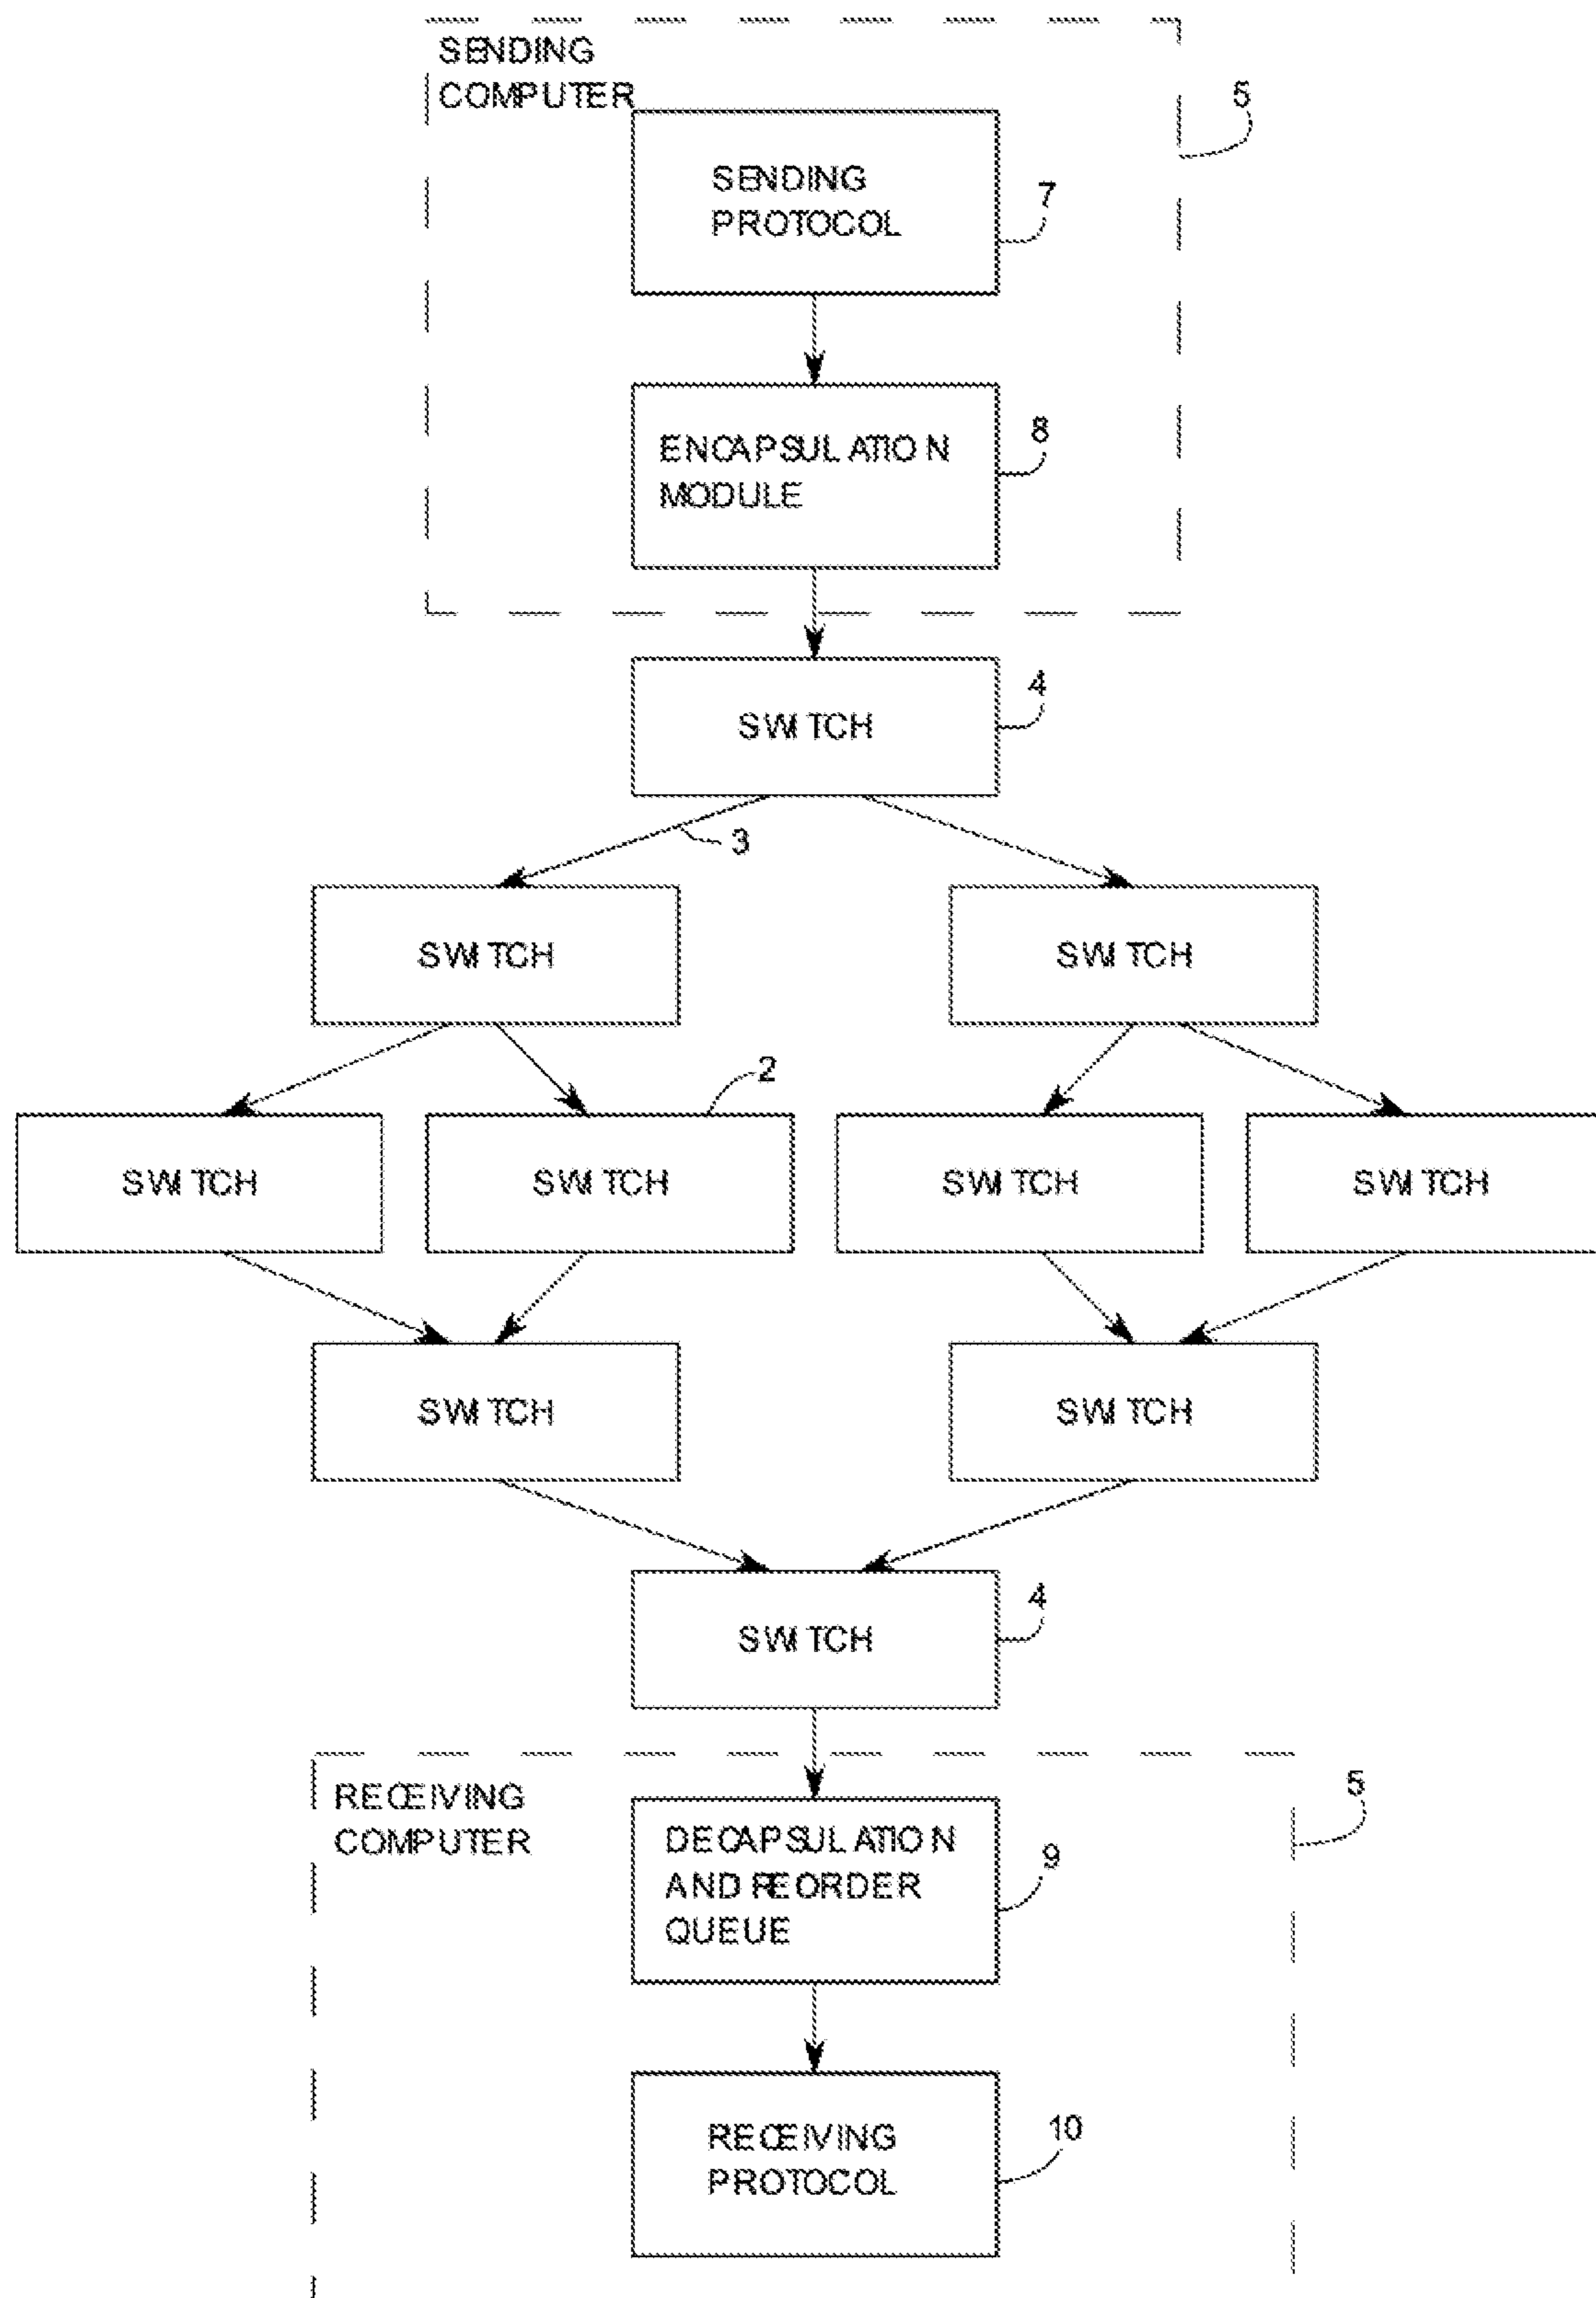 SENDING
COMPUTER
5
SENDING
PROTOCOL
7
ENCAPSULATION
MODULE
8
4
SWITCH
3
SWITCH
SWITCH
2
SWITCH
SWITCH
SWITCH
SWITCH
SWITCH
SWITCH
4
SWITCH
RECEIVING
COMPUTER
5
DECAPSULATION
AND REORDER
QUEUE
9
RECEIVING
PROTOCOL
10